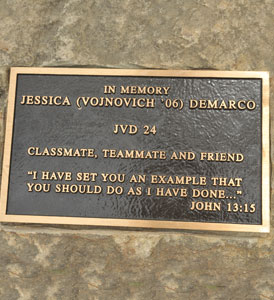 IN MEMORY
JESSICA (VOJNOVICH '06) DEMARCO
JVD 24
CLASSMATE, TEAMMATE AND FRIEND
"I HAVE SET YOU AN EXAMPLE THAT
YOU SHOULD DO AS I HAVE DONE..."
JOHN 13:15